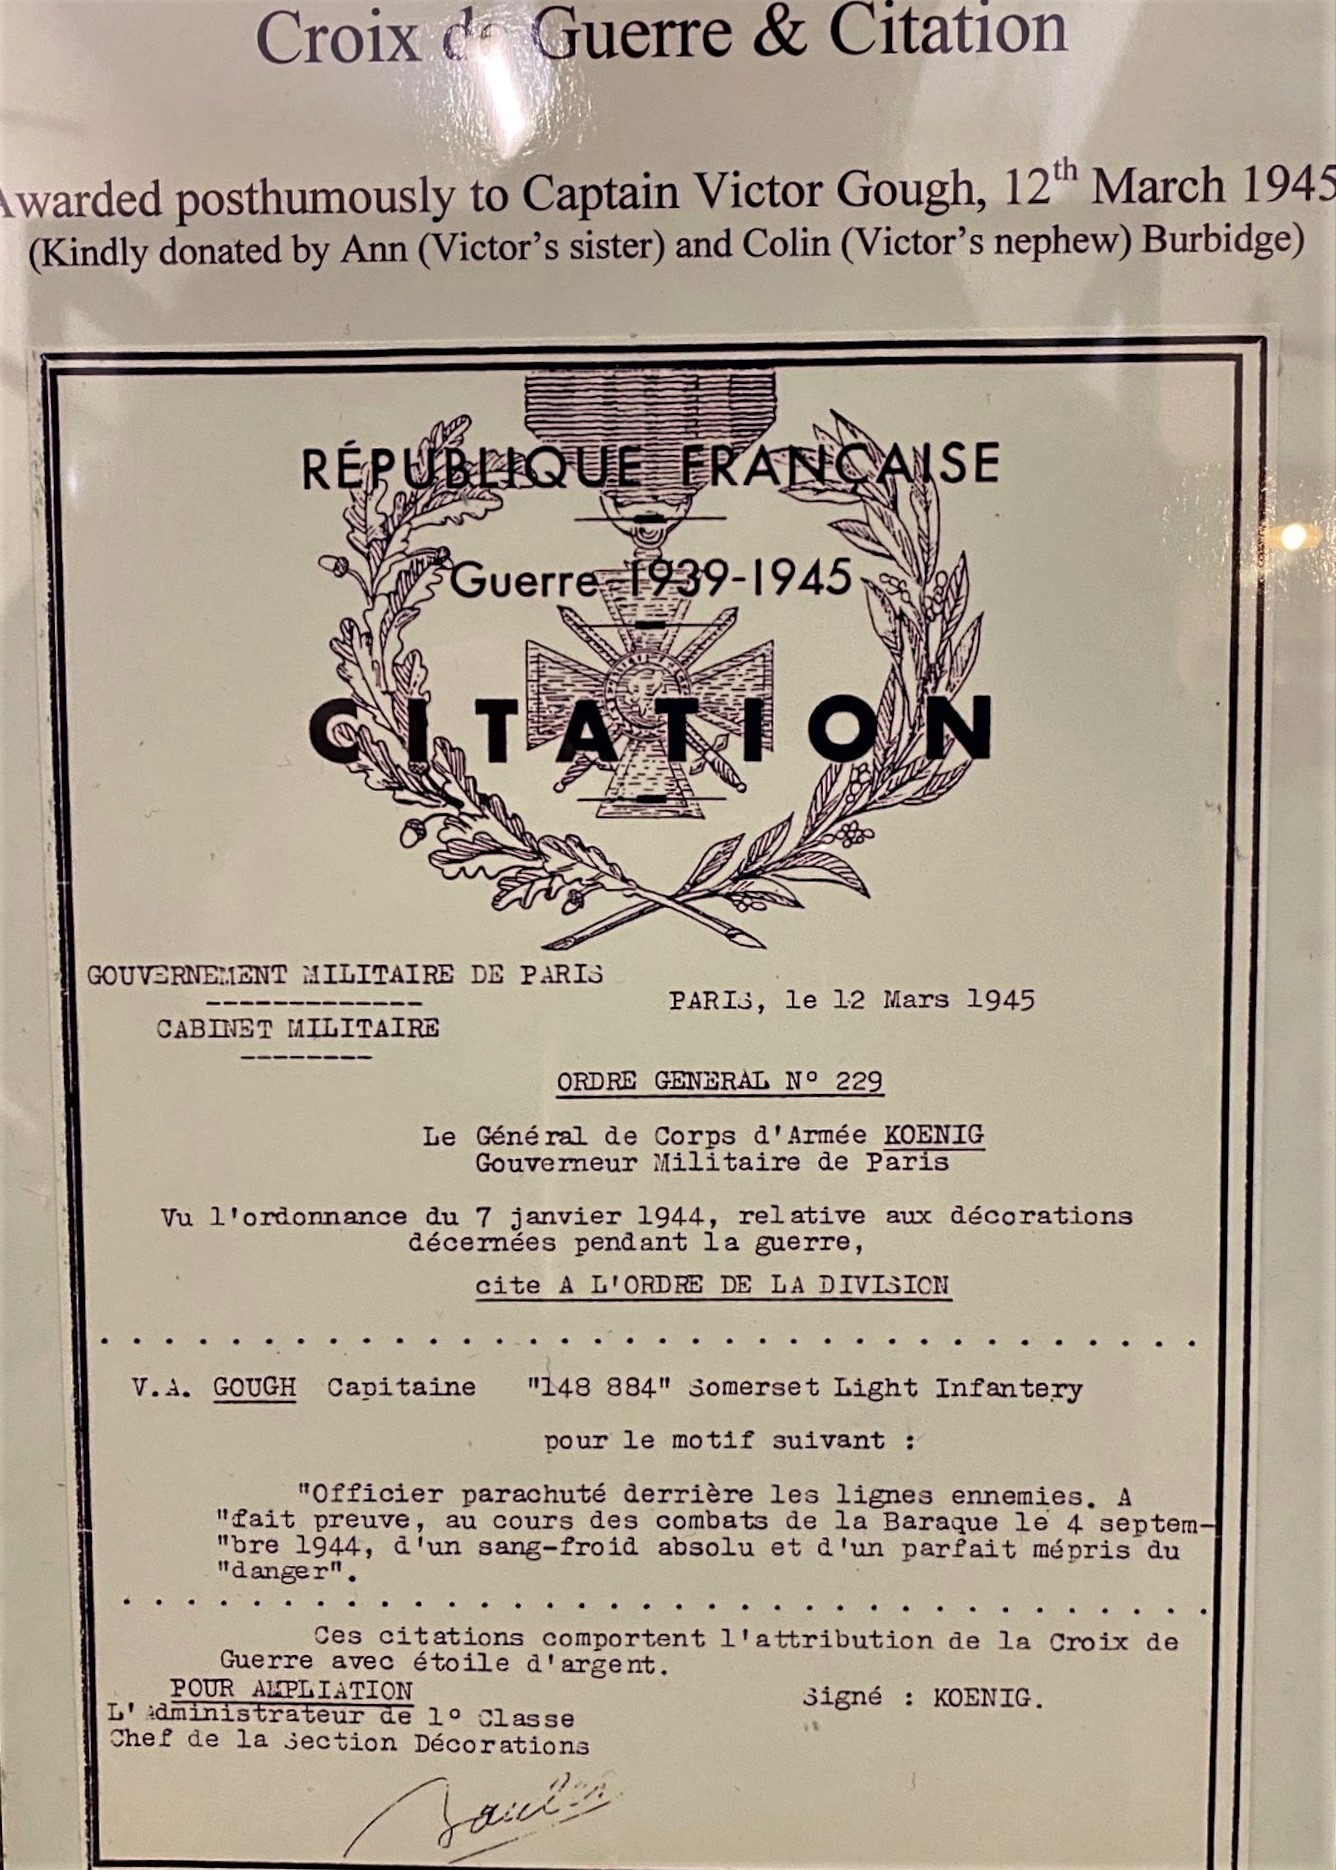 Croix de Guerre & Citation
Awarded posthumously to Captain Victor Gough, 12th March 1945
(Kindly donated by Ann (Victor's sister) and Colin (Victor's nephew) Burbidge)
RÉPUBLIQUE FRANÇAISE
Guerre 1939-1945
CITATION
GOUVERNEMENT MILITAIRE DE PARIS
PARIS, le 12 Mars 1945
CABINET MILITAIRE
ORDRE GENERAL N° 229
Le Général de Corps d'Armée KOENIG
Gouverneur Militaire de Paris
Vu l'ordonnance du 7 janvier 1944, relative aux décorations
décernées pendant la guerre,
cite A L'ORDRE DE LA DIVISION
V.A. GOUGH Capitaine "148 884" Somerset Light Infantery
pour le motif suivant :
"Officier parachuté derrière les lignes ennemies. A
"fait preuve, au cours des combats de la Baraque le 4 septem-
"bre 1944, d'un sang-froid absolu et d'un parfait mépris du
"danger".
Ces citations comportent l'attribution de la Croix de
Guerre avec étoile d'argent.
POUR AMPLIATION
Signé : KOENIG.
L'Administrateur de 1° Classe
Chef de la Section Décorations